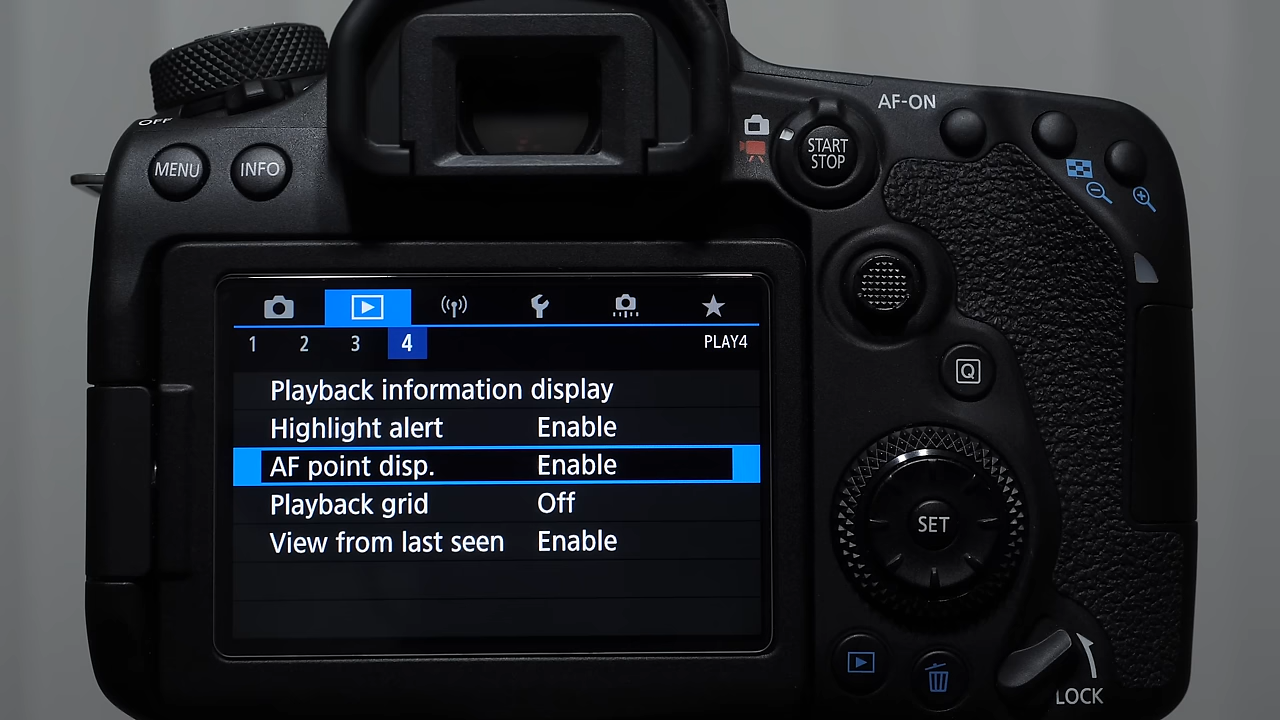 AF-ON
OFF
MENU INFO
START
STOP
1 2 3 4 PLAY4
Q
Playback information display
Highlight alert Enable
AF point disp. Enable
Playback grid Off
View from last seen Enable
SET
LOCK